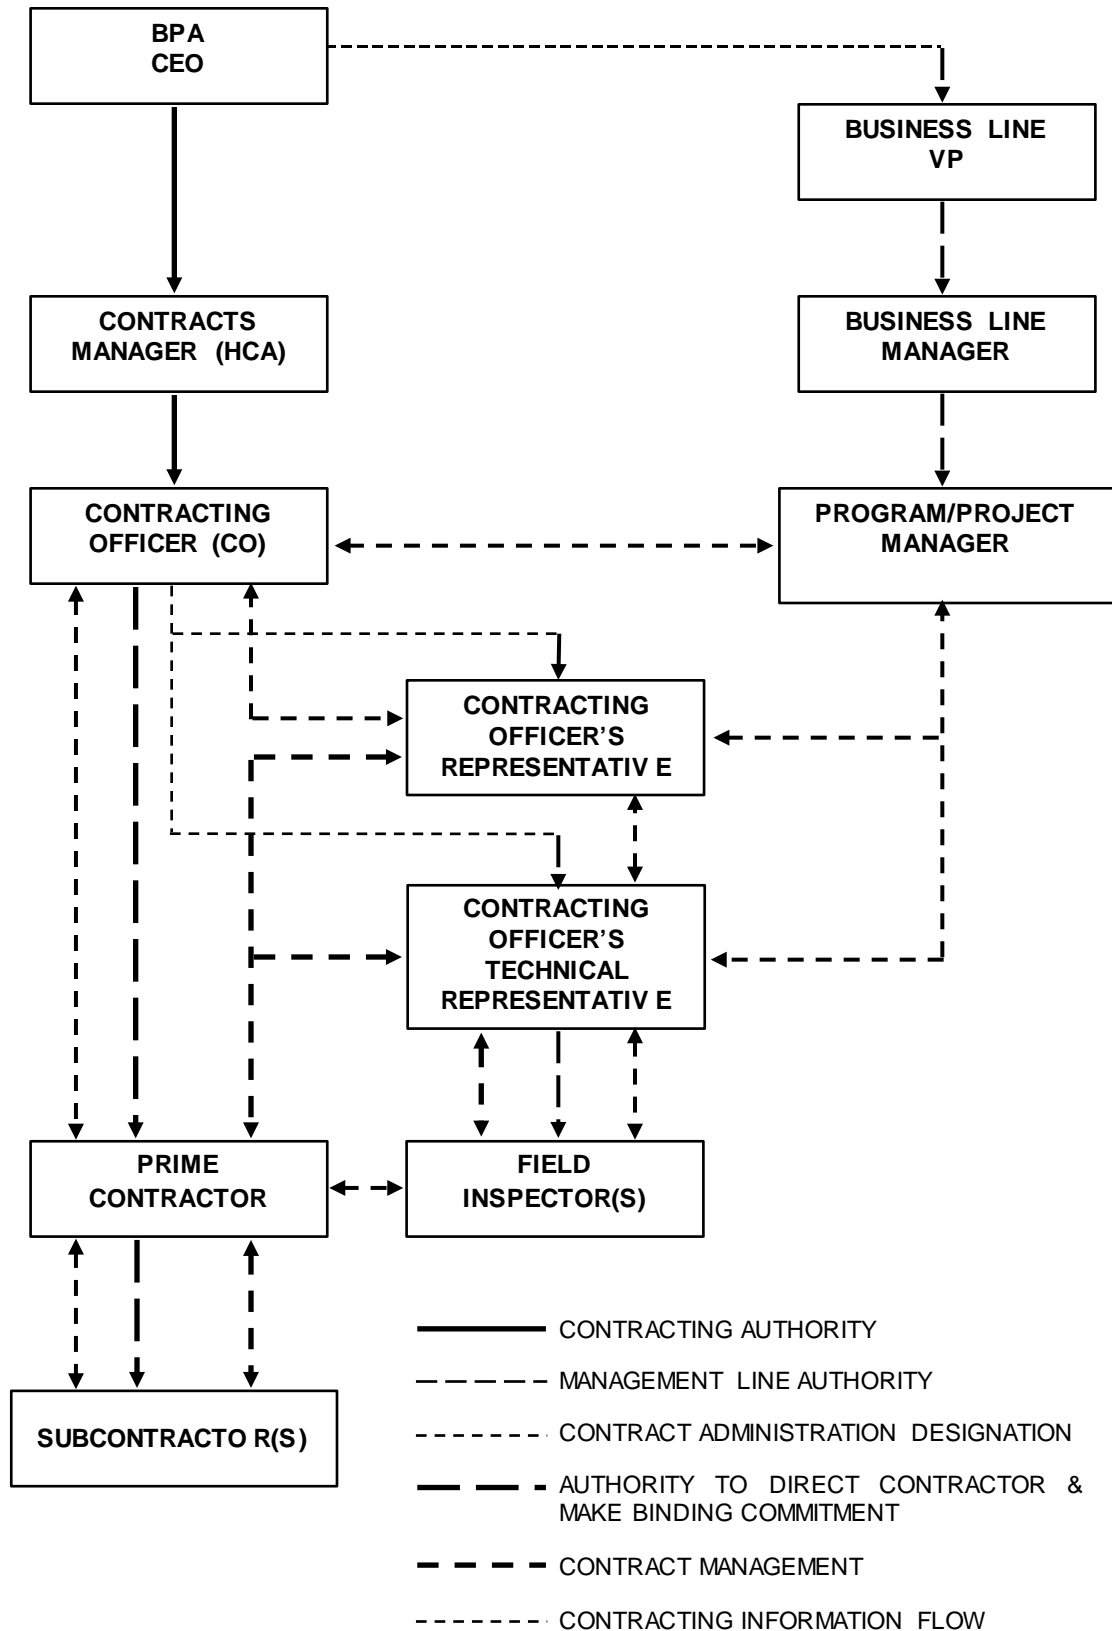 BPA
CEO
BUSINESS LINE
VP
CONTRACTS
MANAGER (HCA)
BUSINESS LINE
MANAGER
CONTRACTING
OFFICER (CO)
PROGRAM/PROJECT
MANAGER
CONTRACTING
OFFICER’S
REPRESENTATIV E
CONTRACTING
OFFICER’S
TECHNICAL
REPRESENTATIV E
PRIME
CONTRACTOR
FIELD
INSPECTOR(S)
SUBCONTRACTO R(S)
CONTRACTING AUTHORITY
MANAGEMENT LINE AUTHORITY
CONTRACT ADMINISTRATION DESIGNATION
AUTHORITY TO DIRECT CONTRACTOR &
MAKE BINDING COMMITMENT
CONTRACT MANAGEMENT
CONTRACTING INFORMATION FLOW